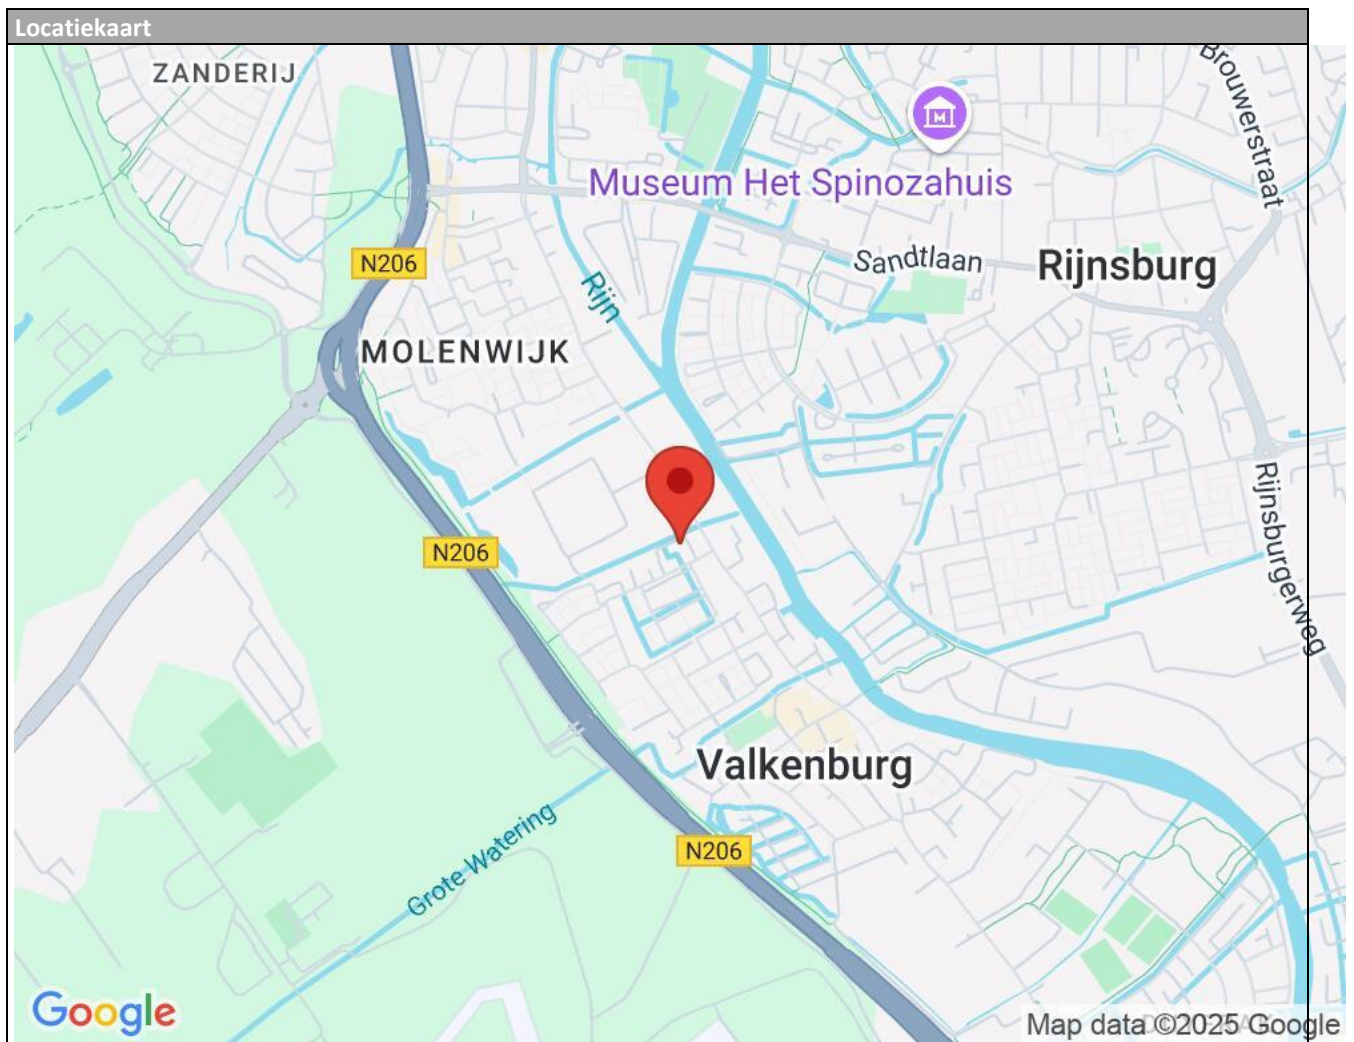 Locatiekaart
ZANDERIJ
Brouwerstraat
Museum Het Spinozahuis
N206
Rijn
Sandtlaan
Rijnsburg
MOLENWIJK
N206
Rijnsburgerweg
Valkenburg
Grote Watering
N206
Google
Map data ©2025 Google